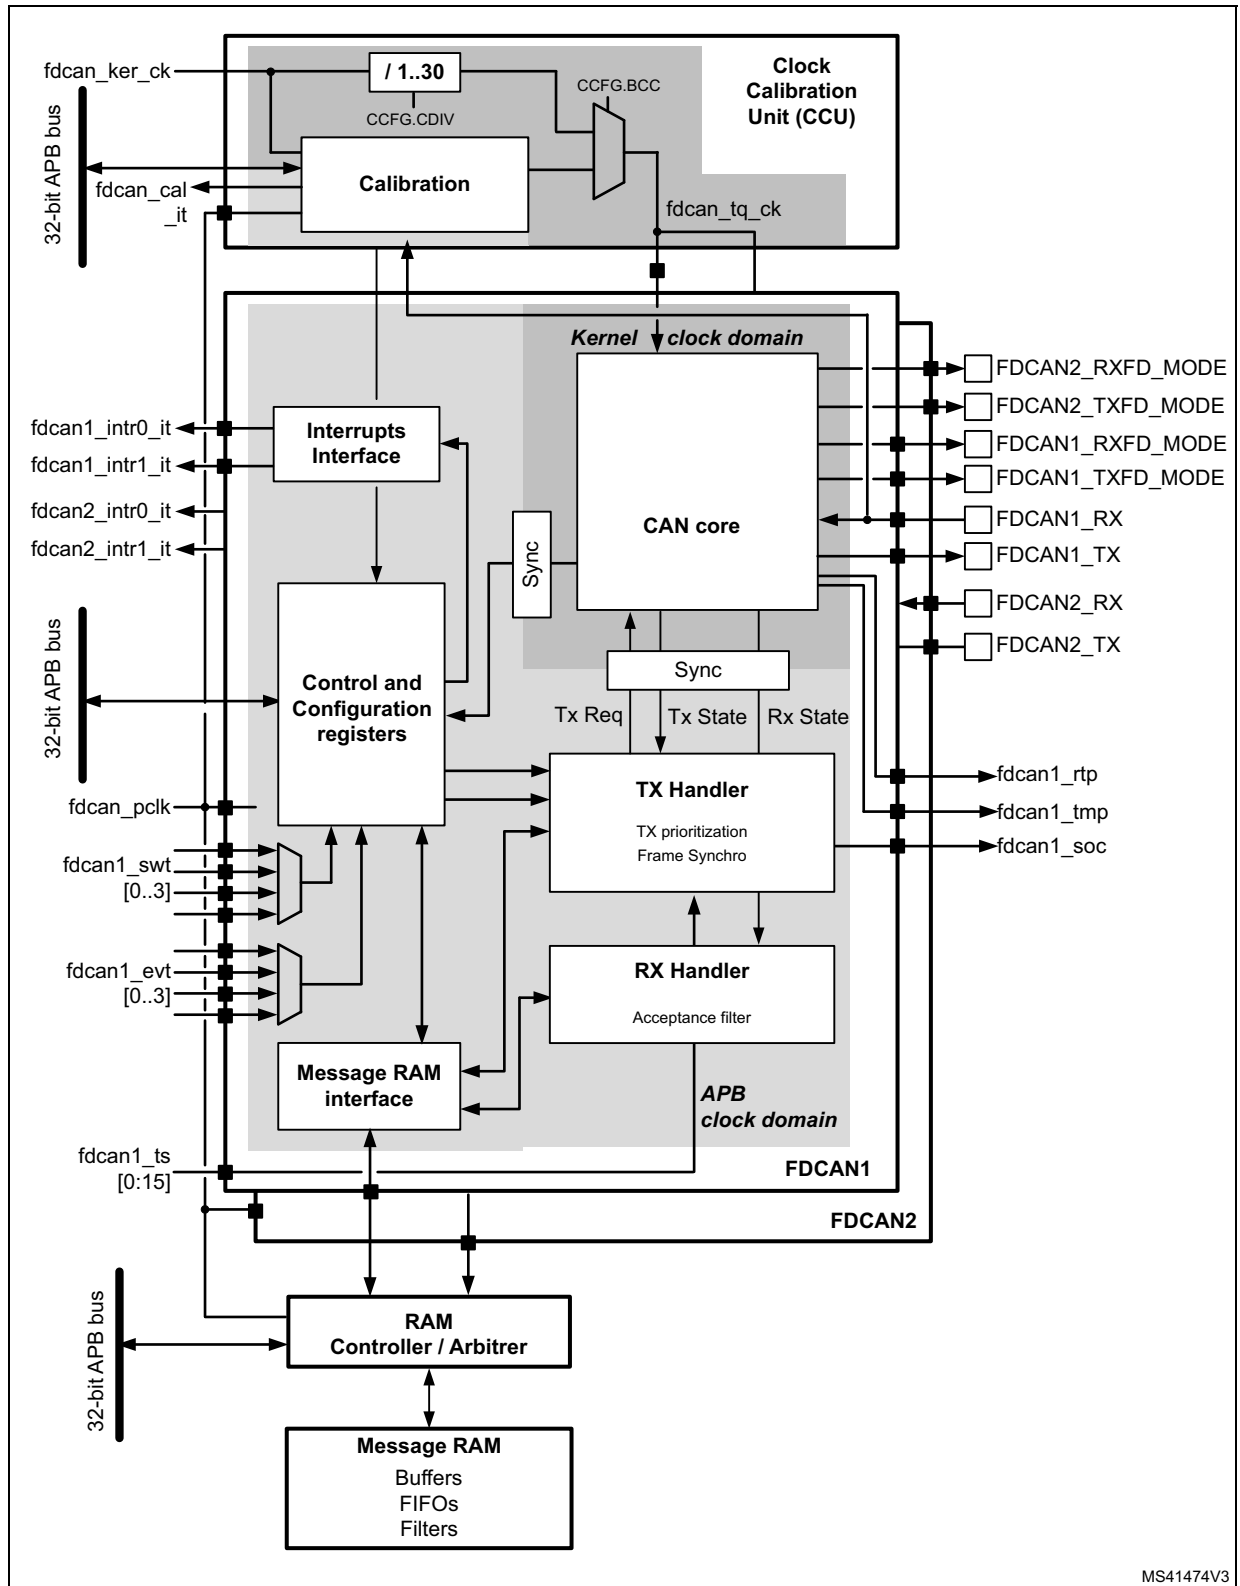 fdcan_ker_ck
/ 1..30
CCFG.CDIV
CCFG.BCC
Clock
Calibration
Unit (CCU)
32-bit APB bus
Calibration
fdcan_cal
_it
fdcan_tq_ck
Kernel clock domain
FDCAN2_RXFD_MODE
FDCAN2_TXFD_MODE
FDCAN1_RXFD_MODE
FDCAN1_TXFD_MODE
FDCAN1_RX
FDCAN1_TX
FDCAN2_RX
FDCAN2_TX
fdcan1_intr0_it
fdcan1_intr1_it
fdcan2_intr0_it
fdcan2_intr1_it
Interrupts
Interface
CAN core
Sync
Sync
Tx Req
Tx State
Rx State
32-bit APB bus
Control and
Configuration
registers
TX Handler
TX prioritization
Frame Synchro
fdcan1_rtp
fdcan1_tmp
fdcan1_soc
fdcan_pclk
fdcan1_swt
[0..3]
fdcan1_evt
[0..3]
RX Handler
Acceptance filter
Message RAM
interface
APB
clock domain
fdcan1_ts
[0:15]
FDCAN1
FDCAN2
32-bit APB bus
RAM
Controller / Arbitrer
Message RAM
Buffers
FIFOs
Filters
MS41474V3